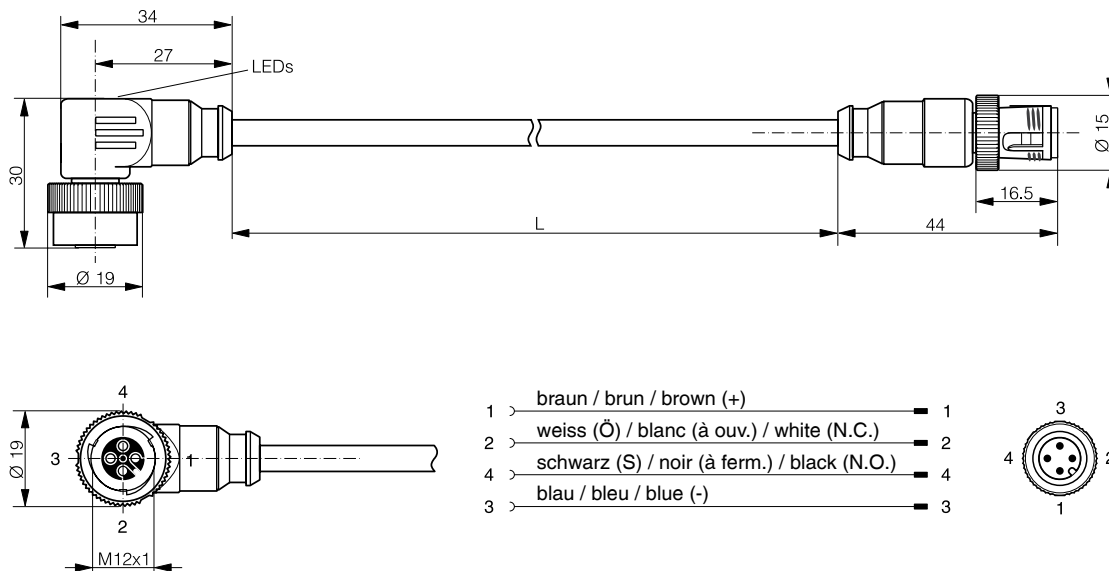 34
27
LEDs
30
Ø 19
L
16.5
44
Ø 15
4
3
1
2
Ø 19
M12x1
1 braun / brun / brown (+) 1
2 weiss (Ö) / blanc (à ouv.) / white (N.C.) 2
4 schwarz (S) / noir (à ferm.) / black (N.O.) 4
3 blau / bleu / blue (-) 3
3
4
2
1